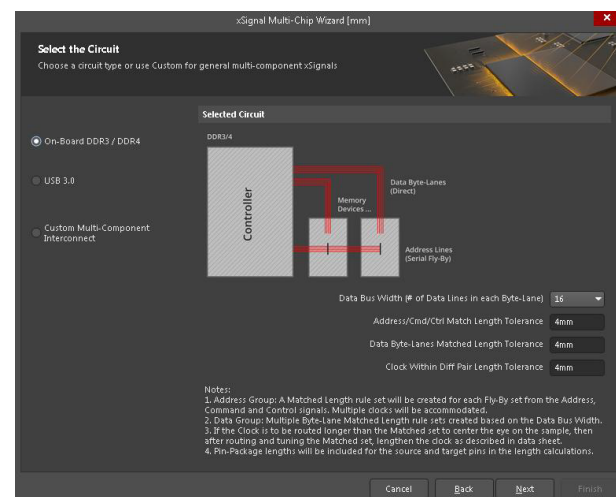 xSignal Multi-Chip Wizard [mm]
Select the Circuit
Choose a circuit type or use Custom for general multi-component xSignals
Selected Circuit
On-Board DDR3 / DDR4
USB 3.0
Custom Multi-Component
Interconnect
DDR3/4
Controller
Memory
Devices ...
Data Byte-Lanes
(Direct)
Address Lines
(Serial Fly-By)
Data Bus Width (# of Data Lines in each Byte-Lane) 16
Address/Cmd/Ctrl Match Length Tolerance 4mm
Data Byte-Lanes Matched Length Tolerance 4mm
Clock Within Diff Pair Length Tolerance 4mm
Notes:
1. Address Group: A Matched Length rule set will be created for each Fly-By set from the Address,
Command and Control signals. Multiple clocks will be accommodated.
2. Data Group: Multiple Byte-Lane Matched Length rule sets created based on the Data Bus Width.
3. If the Clock is to be routed longer than the Matched set to center the eye on the sample, then
after routing and tuning the Matched set, lengthen the clock as described in data sheet.
4. Pin-Package lengths will be included for the source and target pins in the length calculations.
Cancel Back Next Finish